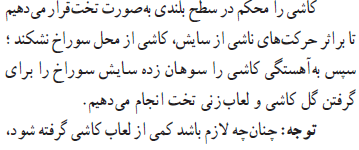 کاشی را محکم در سطح بلندی به‌صورت تخت‌قرار می‌دهیم
تا براثر حرکت‌های ناشی از سایش، کاشی از محل سوراخ نشکند ؛
سپس به‌آهستگی کاشی را سوهان زده سایش سوراخ را برای
گرفتن گل کاشی و لعاب‌زنی تخت انجام می‌دهیم.
توجه: چنان‌چه لازم باشد کمی از لعاب کاشی گرفته شود،